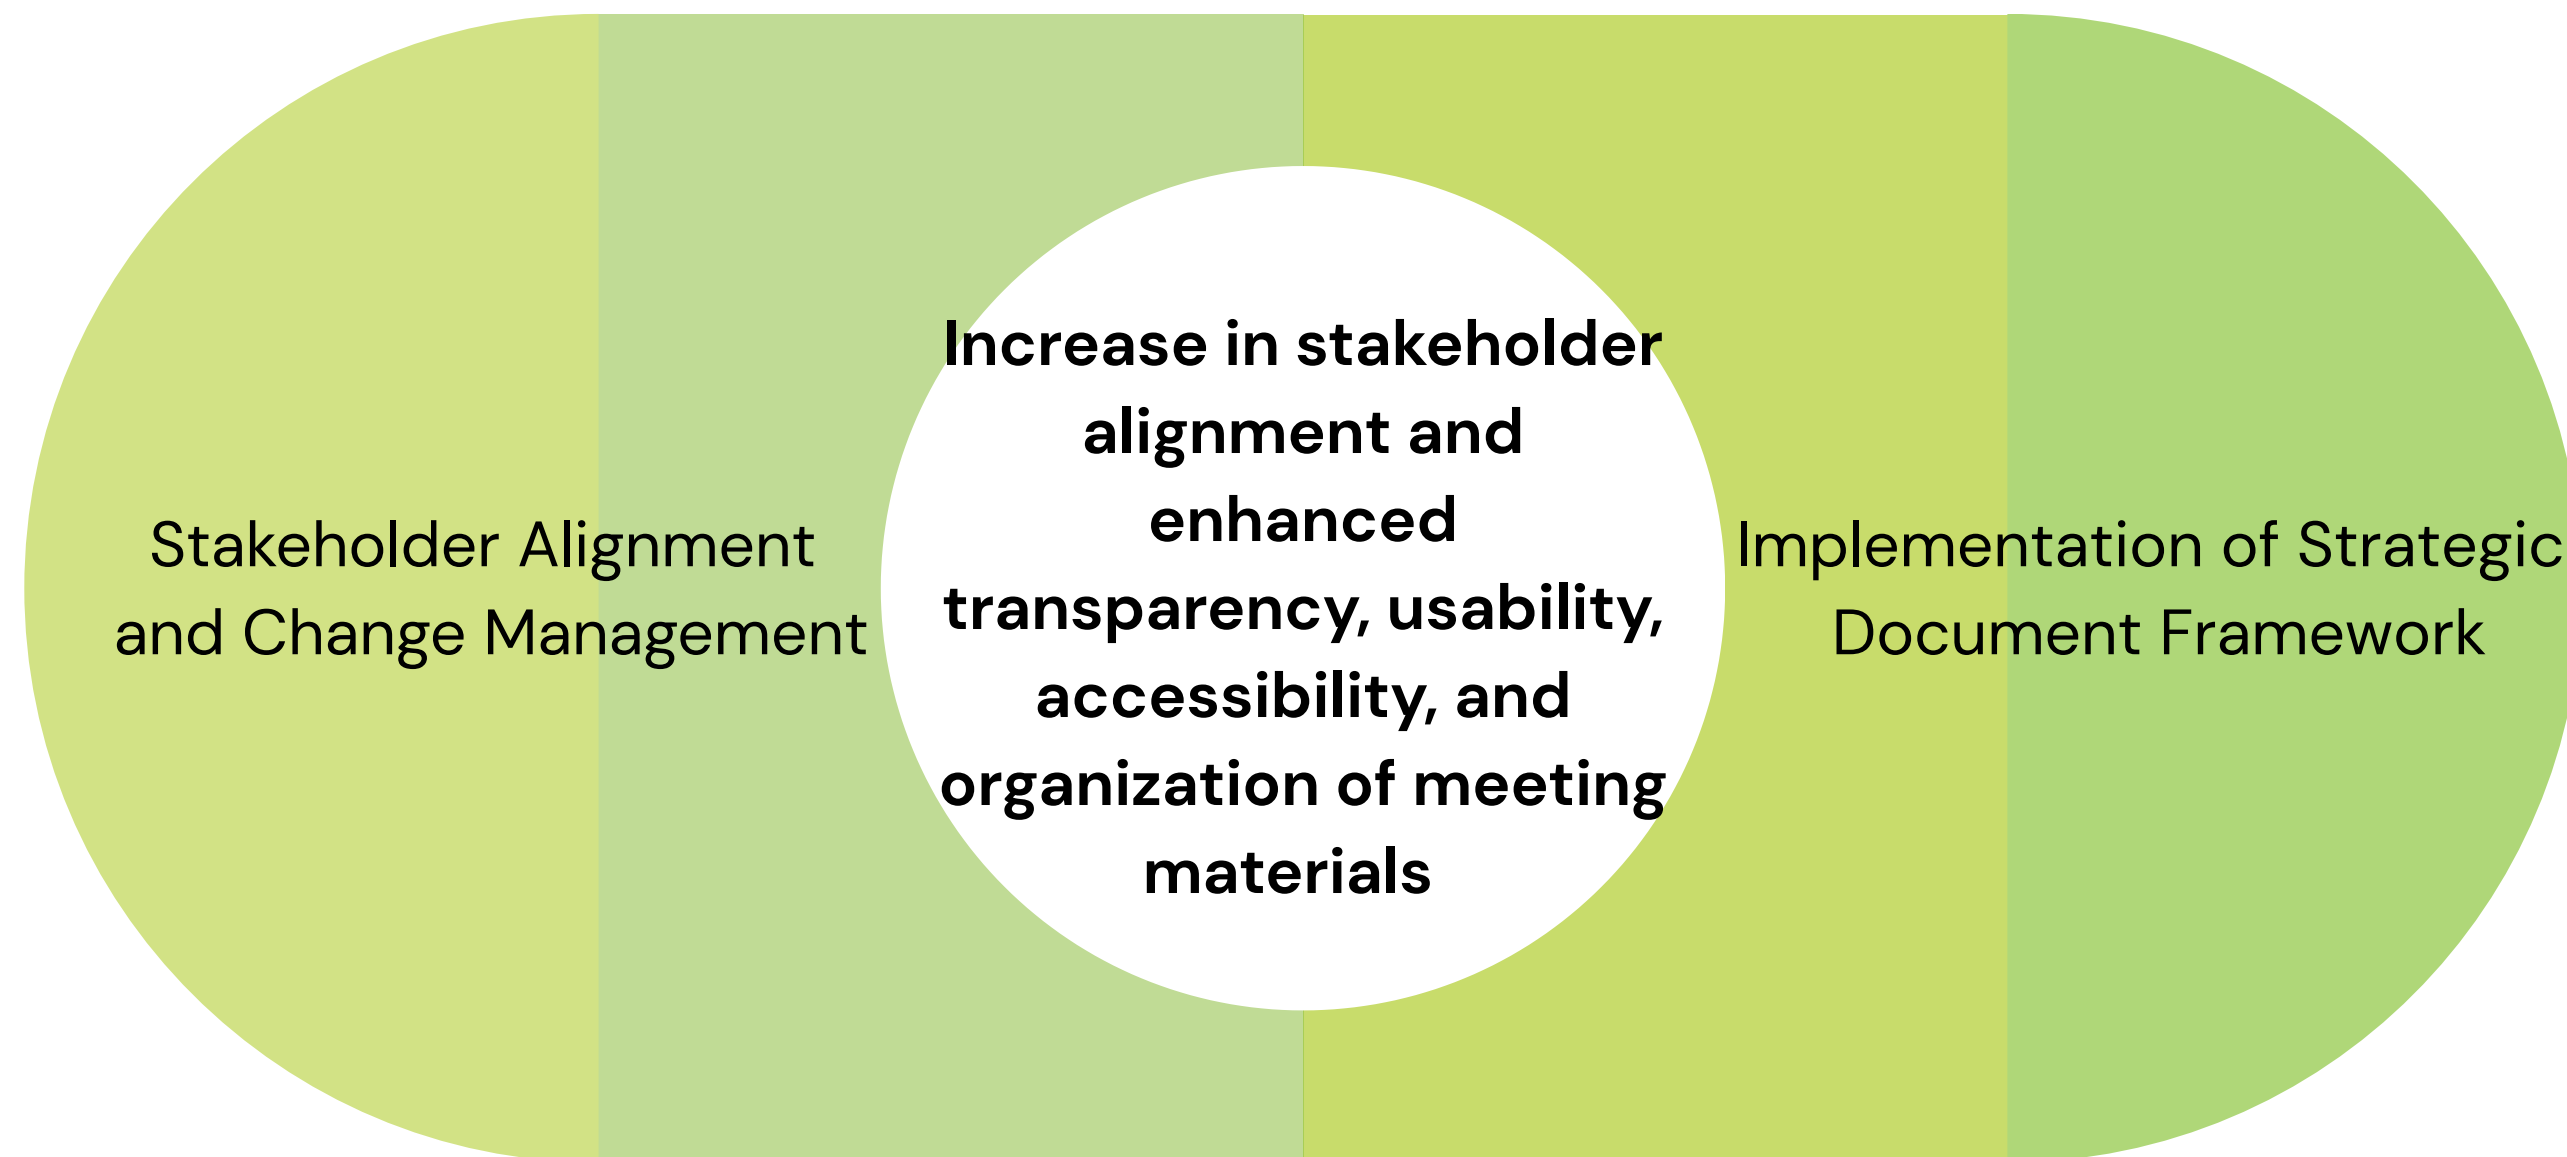 Stakeholder Alignment
and Change Management
Increase in stakeholder
alignment and
enhanced
transparency, usability,
accessibility, and
organization of meeting
materials
Implementation of Strategic
Document Framework